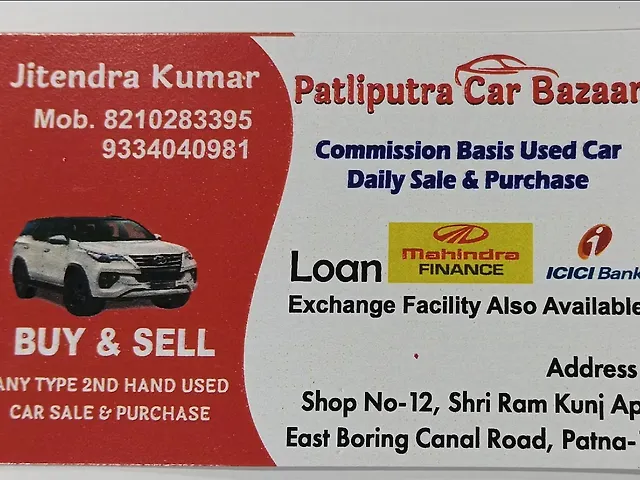 Jitendra Kumar
Mob. 8210283395
9334040981
BUY & SELL
ANY TYPE 2ND HAND USED
CAR SALE & PURCHASE
Patliputra Car Bazaar
Commission Basis Used Car
Daily Sale & Purchase
Loan
Mahindra
FINANCE
ICICI Bank
Exchange Facility Also Available
Address
Shop No-12, Shri Ram Kunj Ap
East Boring Canal Road, Patna-